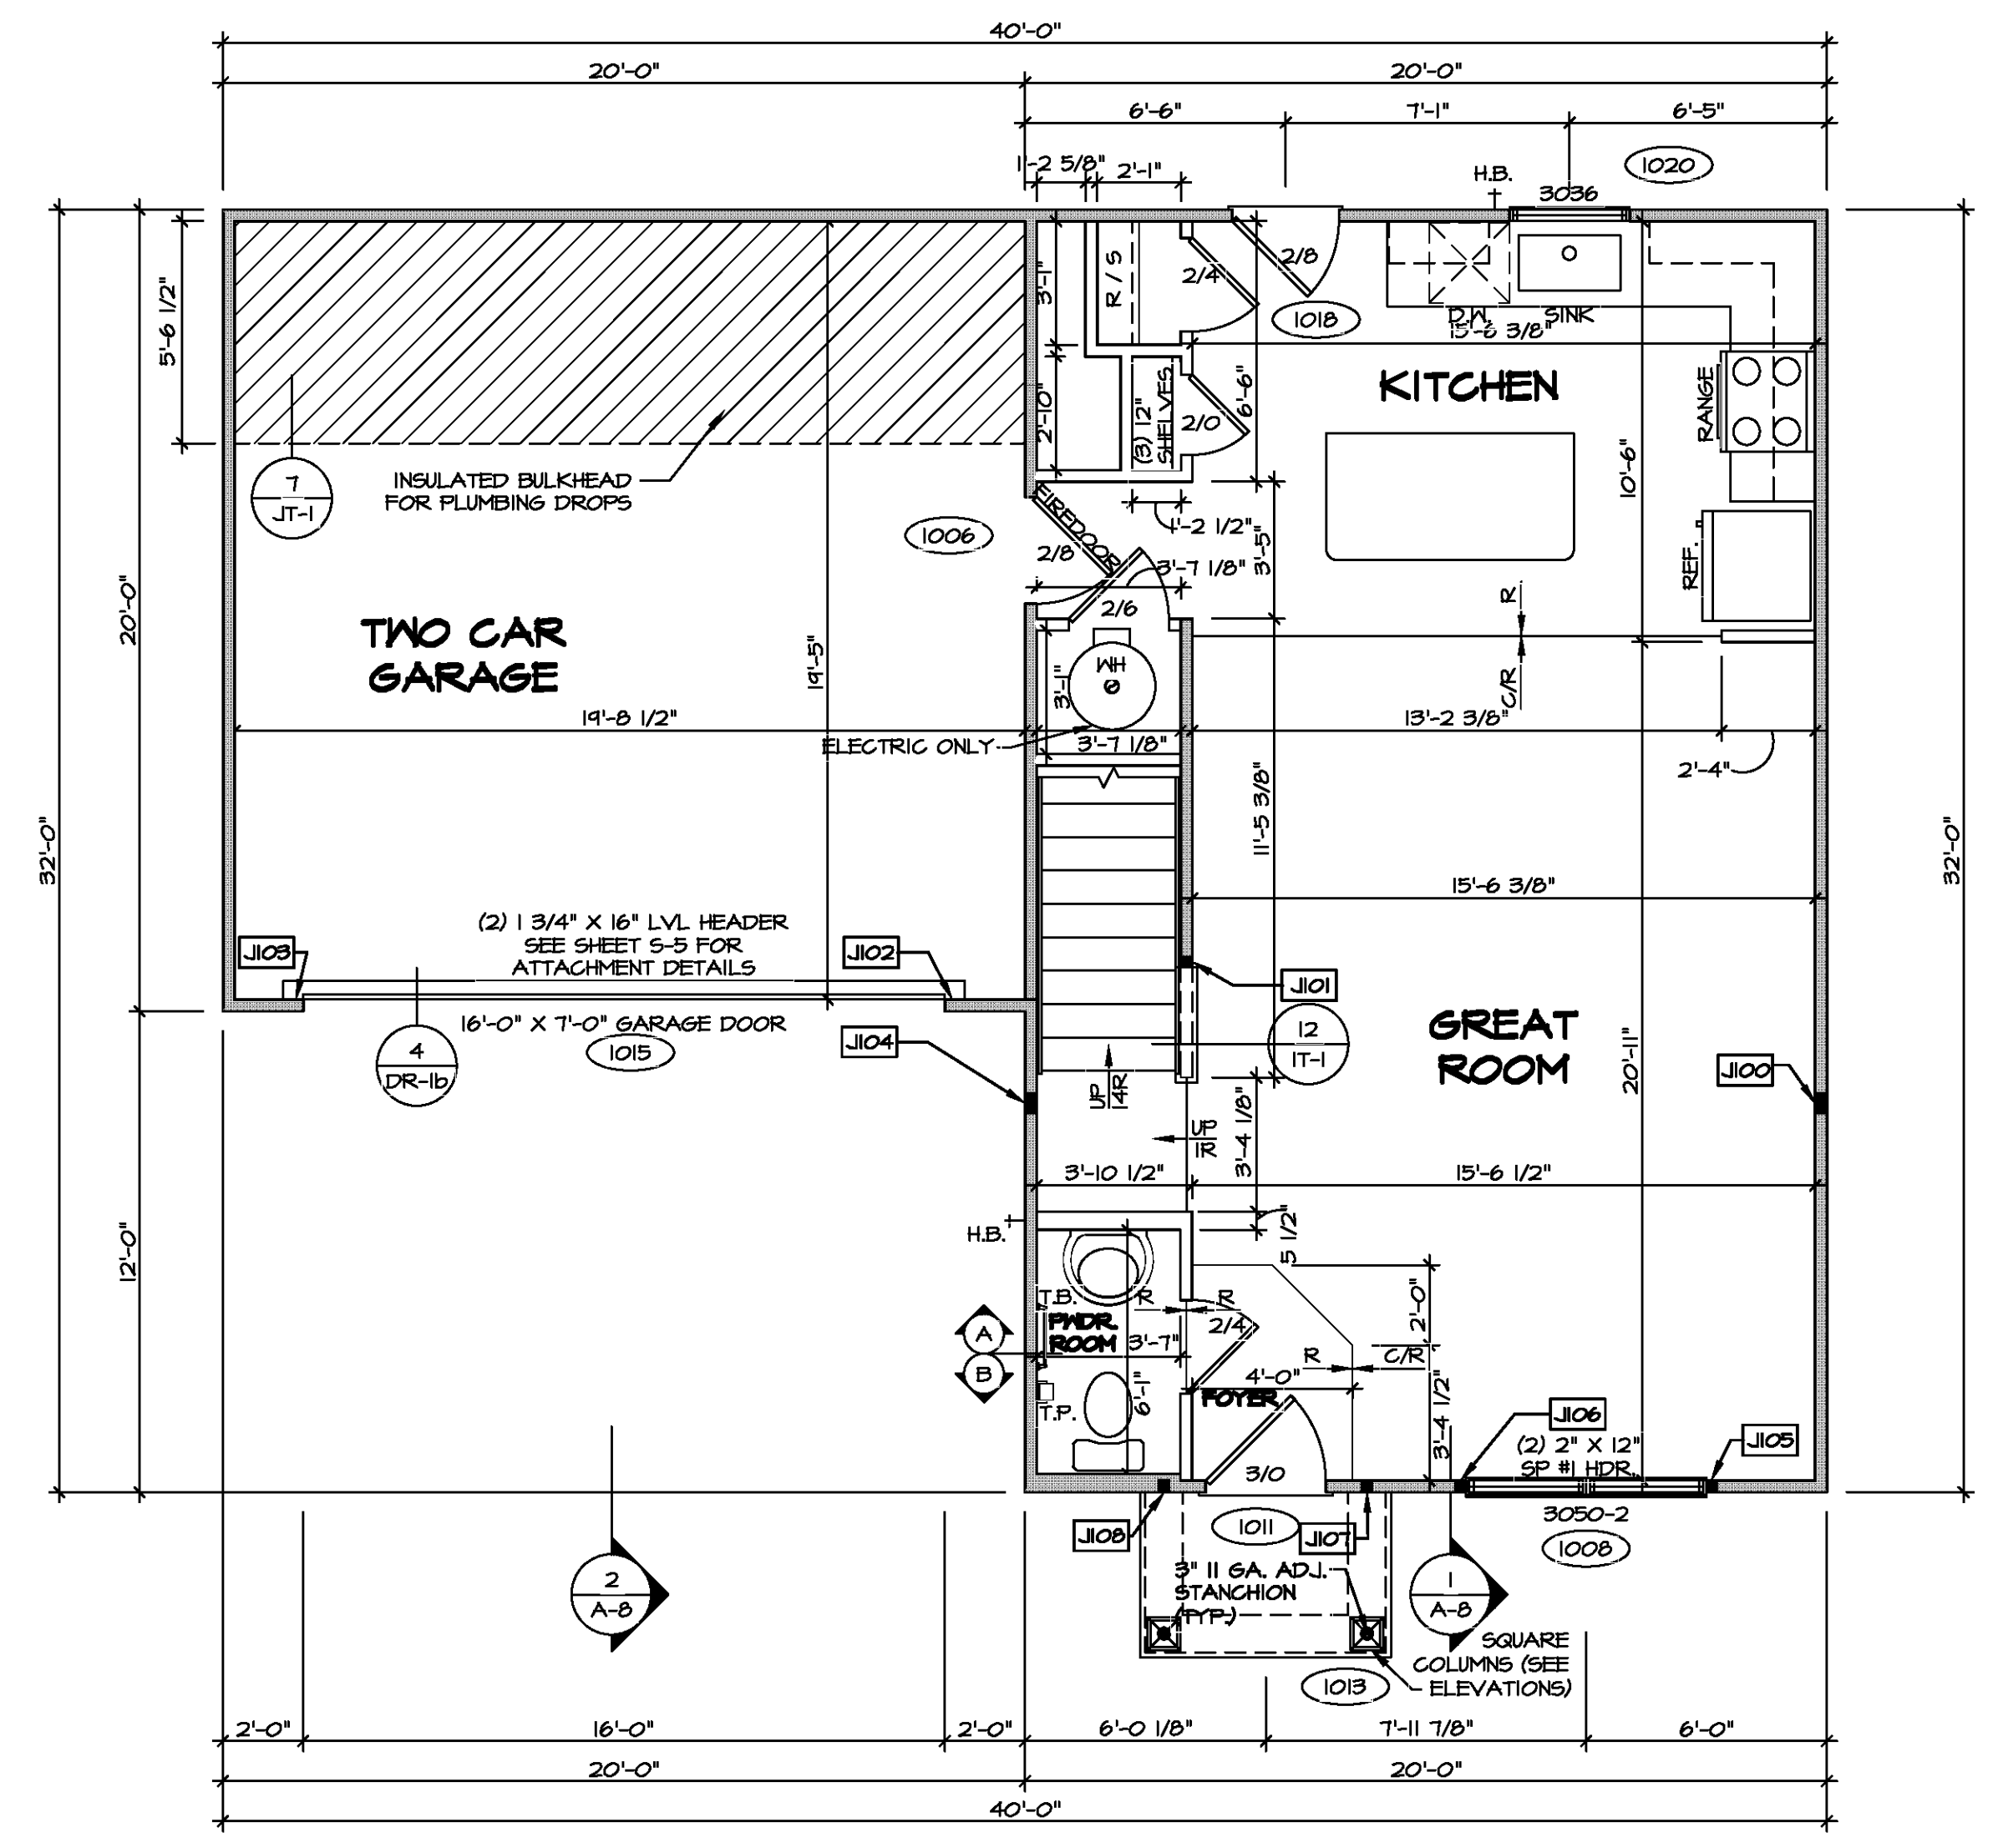 40'-0"
20'-0"
20'-0"
6'-6"
7'-1"
6'-5"
1'-2 5/8"
2'-1"
H.B.
1020
3036
5'-6 1/2"
3'-1"
R / S
2/4
2/8
1018
D.W.
SINK
15'-6 3/8"
KITCHEN
RANGE
2'-10"
(3) 12"
SHELVES
2/0
6'-6"
10'-6"
7
JT-1
INSULATED BULKHEAD
FOR PLUMBING DROPS
1006
FIREDOOR
2/8
1'-2 1/2"
3'-5"
3'-7 1/8"
REF.
2/6
R
C/R
20'-0"
TWO CAR
GARAGE
19'-5"
WH
3'-1"
19'-8 1/2"
ELECTRIC ONLY
3'-7 1/8"
13'-2 3/8"
2'-4"
32'-0"
32'-0"
11'-5 3/8"
15'-6 3/8"
(2) 1 3/4" X 16" LVL HEADER
SEE SHEET S-5 FOR
ATTACHMENT DETAILS
J103
J102
J101
16'-0" X 7'-0" GARAGE DOOR
1015
4
DR-1b
J104
12
1T-1
GREAT
ROOM
20'-11"
J100
UP
14R
UP
1R
3'-4 1/8"
3'-10 1/2"
15'-6 1/2"
12'-0"
H.B.
5 1/2"
T.B.
R
R
2/4
2'-0"
PWDR.
ROOM
3'-7"
A
B
R
C/R
4'-0"
FOYER
6'-1"
T.P.
3'-4 1/2"
J106
J105
(2) 2" X 12"
SP #1 HDR.
3/0
3050-2
1008
J108
1011
J107
3" 11 GA. ADJ.
STANCHION
(TYP.)
2
A-8
1
A-8
SQUARE
COLUMNS (SEE
ELEVATIONS)
1013
2'-0"
16'-0"
2'-0"
6'-0 1/8"
7'-11 7/8"
6'-0"
20'-0"
20'-0"
40'-0"